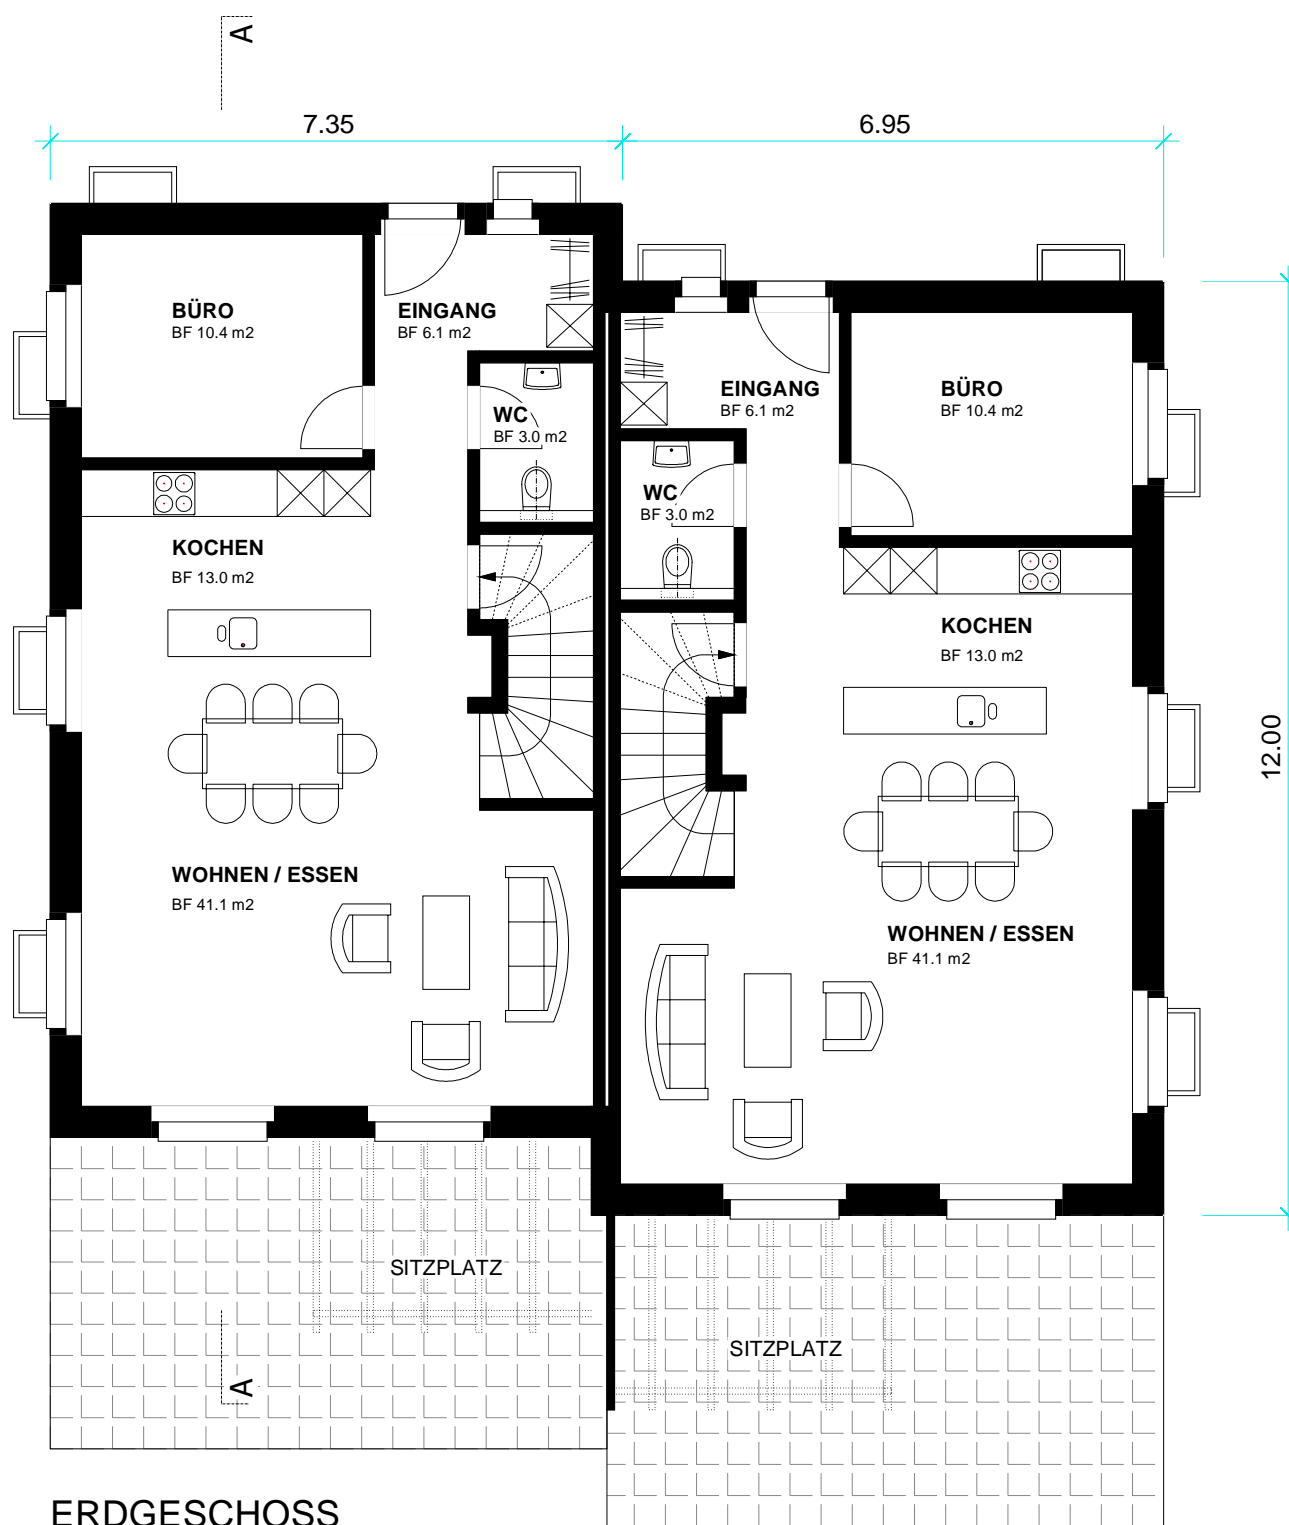 A
7.35
6.95
BÜRO
BF 10.4 m2
EINGANG
BF 6.1 m2
WC
BF 3.0 m2
KOCHEN
BF 13.0 m2
WOHNEN / ESSEN
BF 41.1 m2
EINGANG
BF 6.1 m2
BÜRO
BF 10.4 m2
WC
BF 3.0 m2
KOCHEN
BF 13.0 m2
WOHNEN / ESSEN
BF 41.1 m2
12.00
SITZPLATZ
SITZPLATZ
A
ERDGESCHOSS